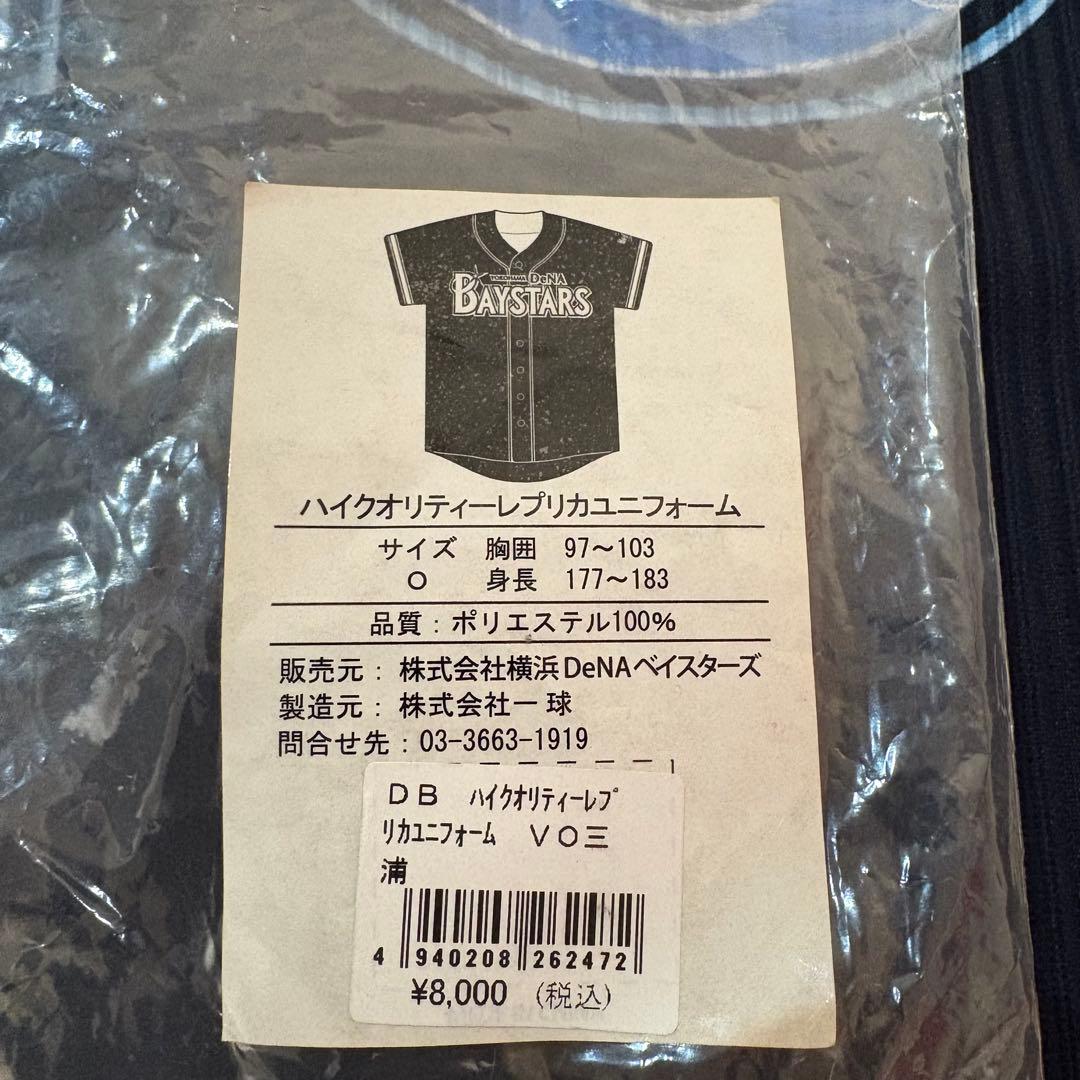 YOKOHAMA DeNA
BAYSTARS
ハイクオリティーレプリカユニフォーム
サイズ 胸囲 97〜103
O 身長 177〜183
品質：ポリエステル100%
販売元： 株式会社横浜DeNAベイスターズ
製造元： 株式会社一球
問合せ先：03-3663-1919
DB ﾊｲｸｵﾘﾃｨｰﾚﾌﾟ
ﾘｶﾕﾆﾌｫｰﾑ VO三
浦
4 940208 262472
¥8,000 (税込)